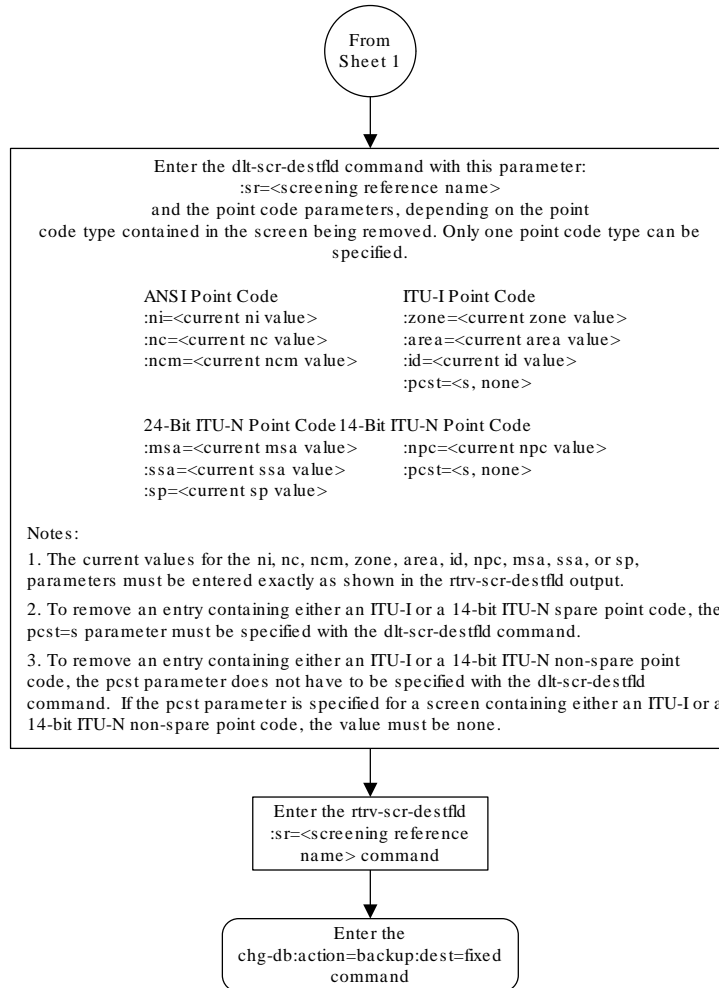 From
Sheet 1
Enter the dlt-scr-destfld command with this parameter:
:sr=<screening reference name>
and the point code parameters, depending on the point
code type contained in the screen being removed. Only one point code type can be
specified.
ANSI Point Code
:ni=<current ni value>
:nc=<current nc value>
:ncm=<current ncm value>
ITU-I Point Code
:zone=<current zone value>
:area=<current area value>
:id=<current id value>
:pcst=<s, none>
24-Bit ITU-N Point Code
:msa=<current msa value>
:ssa=<current ssa value>
:sp=<current sp value>
14-Bit ITU-N Point Code
:npc=<current npc value>
:pcst=<s, none>
Notes:
1. The current values for the ni, nc, ncm, zone, area, id, npc, msa, ssa, or sp,
parameters must be entered exactly as shown in the rtrv-scr-destfld output.
2. To remove an entry containing either an ITU-I or a 14-bit ITU-N spare point code, the
pcst=s parameter must be specified with the dlt-scr-destfld command.
3. To remove an entry containing either an ITU-I or a 14-bit ITU-N non-spare point
code, the pcst parameter does not have to be specified with the dlt-scr-destfld
command. If the pcst parameter is specified for a screen containing either an ITU-I or a
14-bit ITU-N non-spare point code, the value must be none.
Enter the rtrv-scr-destfld
:sr=<screening reference
name> command
Enter the
chg-db:action=backup:dest=fixed
command